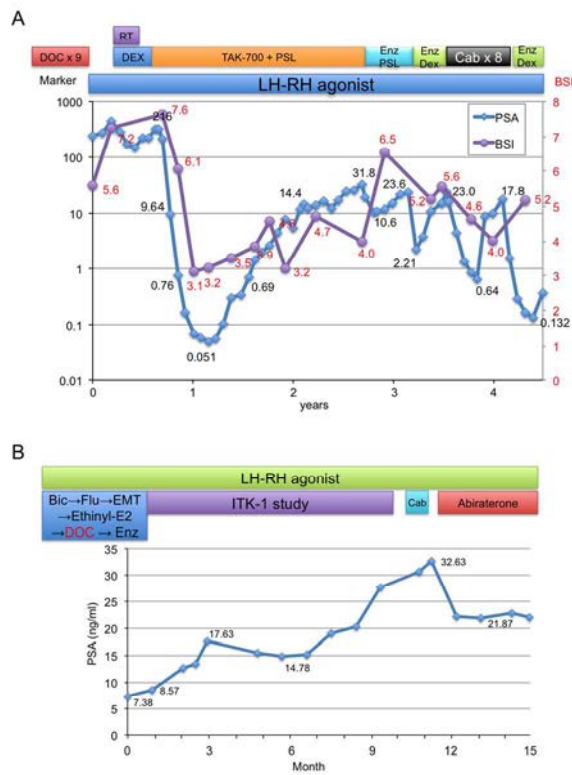 A
RT
DOC x 9
DEX
TAK-700 + PSL
Enz PSL
Enz Dex
Cab x 8
Enz Dex
Marker
LH-RH agonist
BSI
1000
100
10
1
0.1
0.01
8
7
6
5
4
3
2
1
0
PSA
BSI
5.6
7.2
216
7.6
6.1
9.64
0.76
3.1
3.2
0.051
3.5
0.69
3.2
14.4
4.7
31.8
4.0
10.6
6.5
23.6
2.21
5.2
5.6
23.0
4.6
0.64
4.0
17.8
5.2
0.132
0
1
2
3
4
years
B
LH-RH agonist
Bic→Flu→EMT
→Ethinyl-E2
→DOC → Enz
ITK-1 study
Cab
Abiraterone
PSA (ng/ml)
35
30
25
20
15
10
5
0
7.38
8.57
17.63
14.78
32.63
21.87
0
3
6
9
12
15
Month